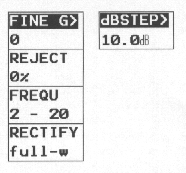 FINE G>
0
REJECT
0%
FREQU
2 - 20
RECTIFY
full-w
dBSTEP>
10.0dB